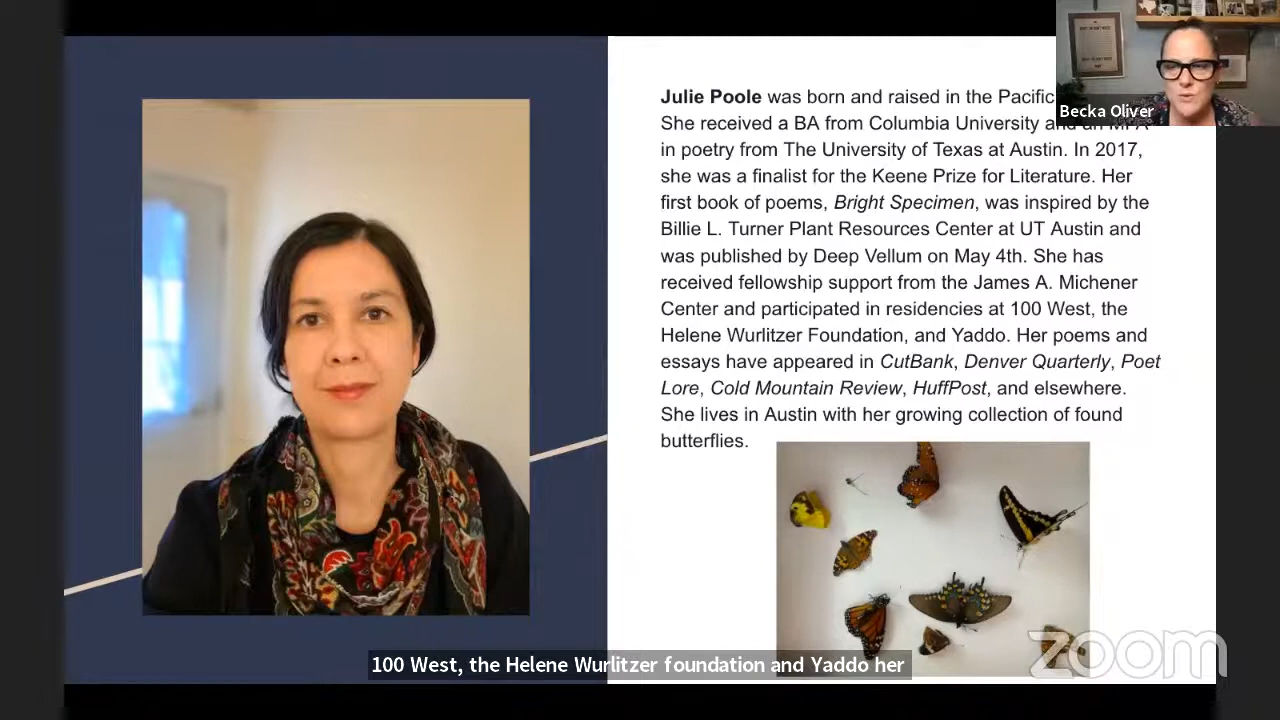 Julie Poole was born and raised in the Pacific
She received a BA from Columbia University and an MFA
in poetry from The University of Texas at Austin. In 2017,
she was a finalist for the Keene Prize for Literature. Her
first book of poems, Bright Specimen, was inspired by the
Billie L. Turner Plant Resources Center at UT Austin and
was published by Deep Vellum on May 4th. She has
received fellowship support from the James A. Michener
Center and participated in residencies at 100 West, the
Helene Wurlitzer Foundation, and Yaddo. Her poems and
essays have appeared in CutBank, Denver Quarterly, Poet
Lore, Cold Mountain Review, HuffPost, and elsewhere.
She lives in Austin with her growing collection of found
butterflies.
Becka Oliver
zoom
100 West, the Helene Wurlitzer foundation and Yaddo her